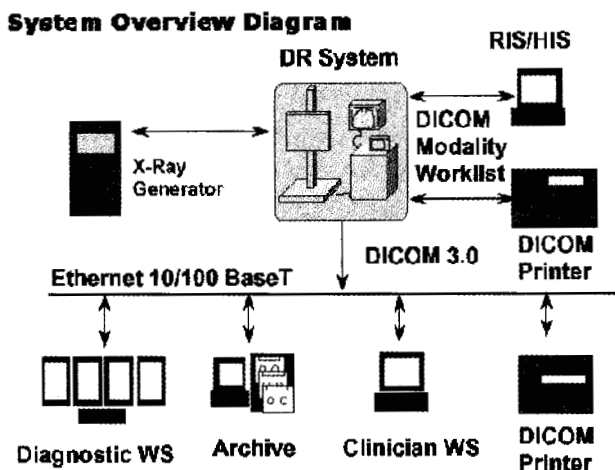 System Overview Diagram
DR System
RIS/HIS
X-Ray
Generator
DICOM
Modality
Worklist
DICOM
Printer
DICOM 3.0
Ethernet 10/100 BaseT
Diagnostic WS
Archive
Clinician WS
DICOM
Printer